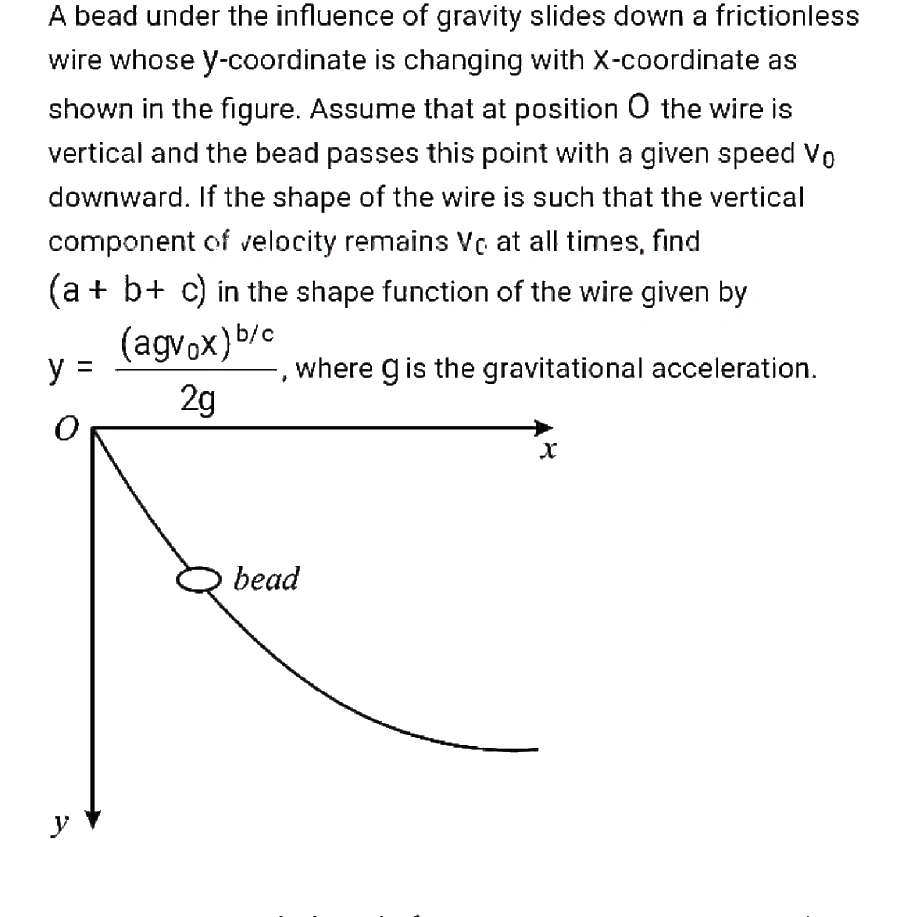 A bead under the influence of gravity slides down a frictionless
wire whose y-coordinate is changing with X-coordinate as
shown in the figure. Assume that at position O the wire is
vertical and the bead passes this point with a given speed V₀
downward. If the shape of the wire is such that the vertical
component of velocity remains V₀ at all times, find
(a + b + c) in the shape function of the wire given by
y = (agv₀x)^b/c / 2g, where g is the gravitational acceleration.
O
x
bead
y